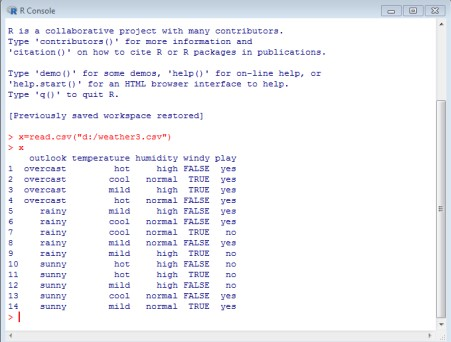 R Console
R is a collaborative project with many contributors.
Type 'contributors()' for more information and
'citation()' on how to cite R or R packages in publications.
Type 'demo()' for some demos, 'help()' for on-line help, or
'help.start()' for an HTML browser interface to help.
Type 'q()' to quit R.
[Previously saved workspace restored]
> x=read.csv("d:/weather3.csv")
> x
outlook temperature humidity windy play
1 overcast hot high FALSE yes
2 overcast cool normal TRUE yes
3 overcast mild high TRUE yes
4 overcast hot normal FALSE yes
5 rainy mild high FALSE yes
6 rainy cool normal FALSE yes
7 rainy cool normal TRUE no
8 rainy mild normal FALSE yes
9 rainy mild high TRUE no
10 sunny hot high FALSE no
11 sunny hot high TRUE no
12 sunny mild high FALSE no
13 sunny cool normal FALSE yes
14 sunny mild normal TRUE yes
>